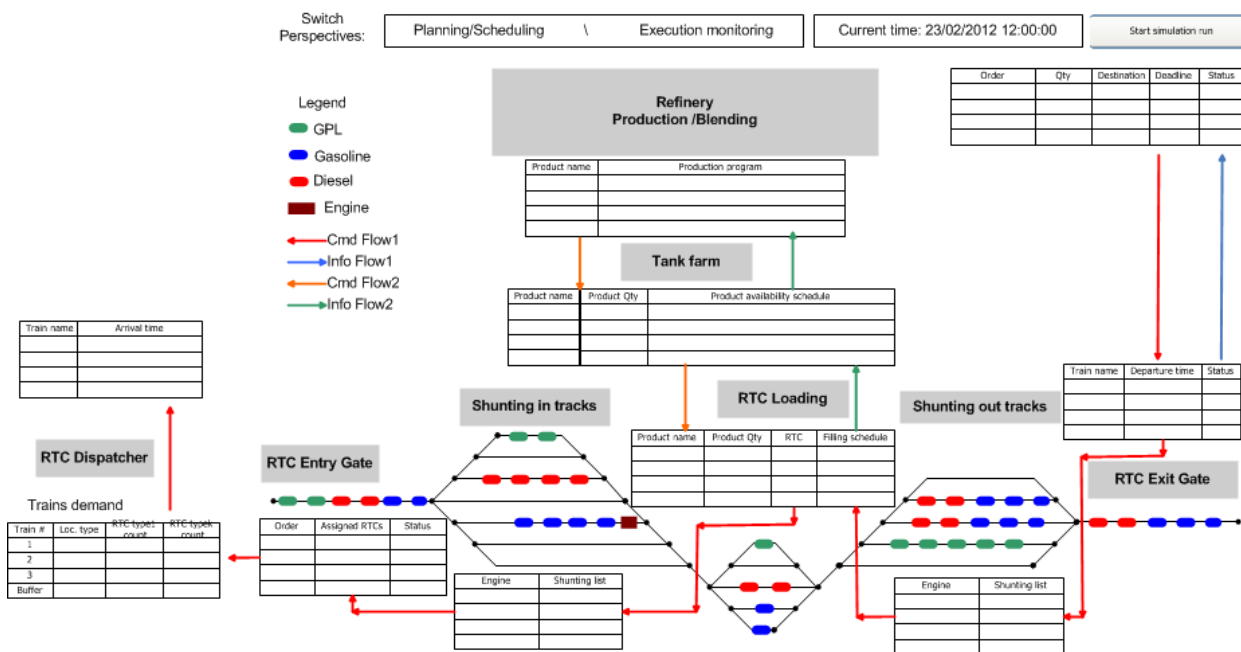 Switch
Perspectives:
Planning/Scheduling \ Execution monitoring
Current time: 23/02/2012 12:00:00
Start simulation run
Order Qty Destination Deadline Status
Refinery
Production /Blending
Legend
GPL
Gasoline
Diesel
Engine
Cmd Flow1
Info Flow1
Cmd Flow2
Info Flow2
Product name Production program
Tank farm
Product name Product Qty Product availability schedule
Train name Arrival time
Train name Departure time Status
Shunting in tracks
RTC Loading
Shunting out tracks
Product name Product Qty RTC Filling schedule
RTC Dispatcher
RTC Entry Gate
RTC Exit Gate
Trains demand
Train # Loc. type RTC type1 count RTC typek count
1
2
3
Buffer
Order Assigned RTCs Status
Engine Shunting list
Engine Shunting list